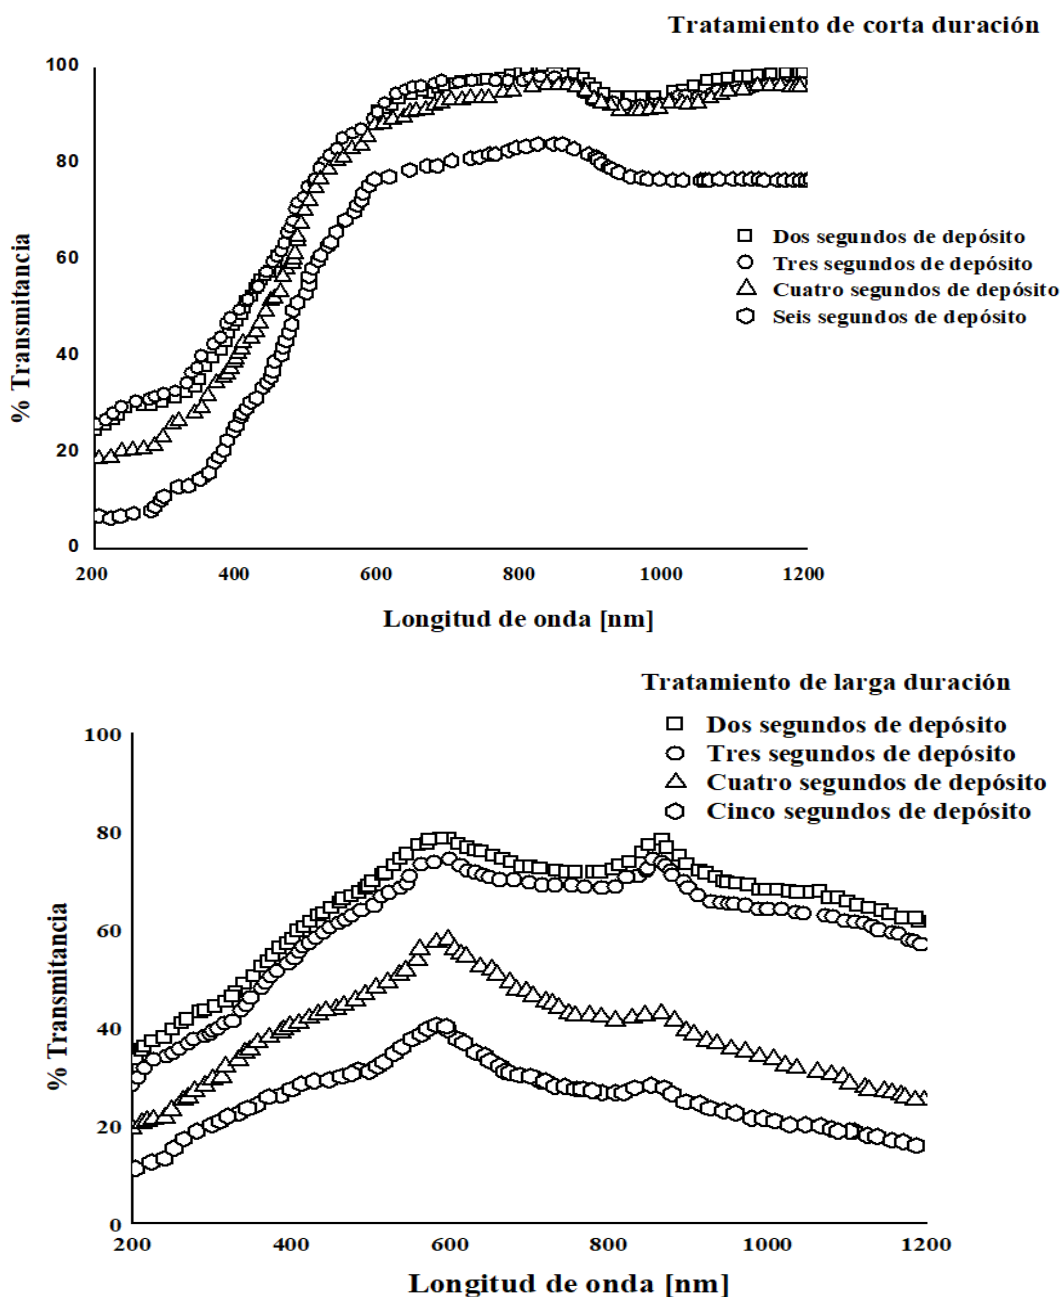 Tratamiento de corta duración
100
80
60
40
20
0
% Transmitancia
Dos segundos de depósito
Tres segundos de depósito
Cuatro segundos de depósito
Seis segundos de depósito
200 400 600 800 1000 1200
Longitud de onda [nm]
Tratamiento de larga duración
Dos segundos de depósito
Tres segundos de depósito
Cuatro segundos de depósito
Cinco segundos de depósito
100
80
60
40
20
0
% Transmitancia
200 400 600 800 1000 1200
Longitud de onda [nm]